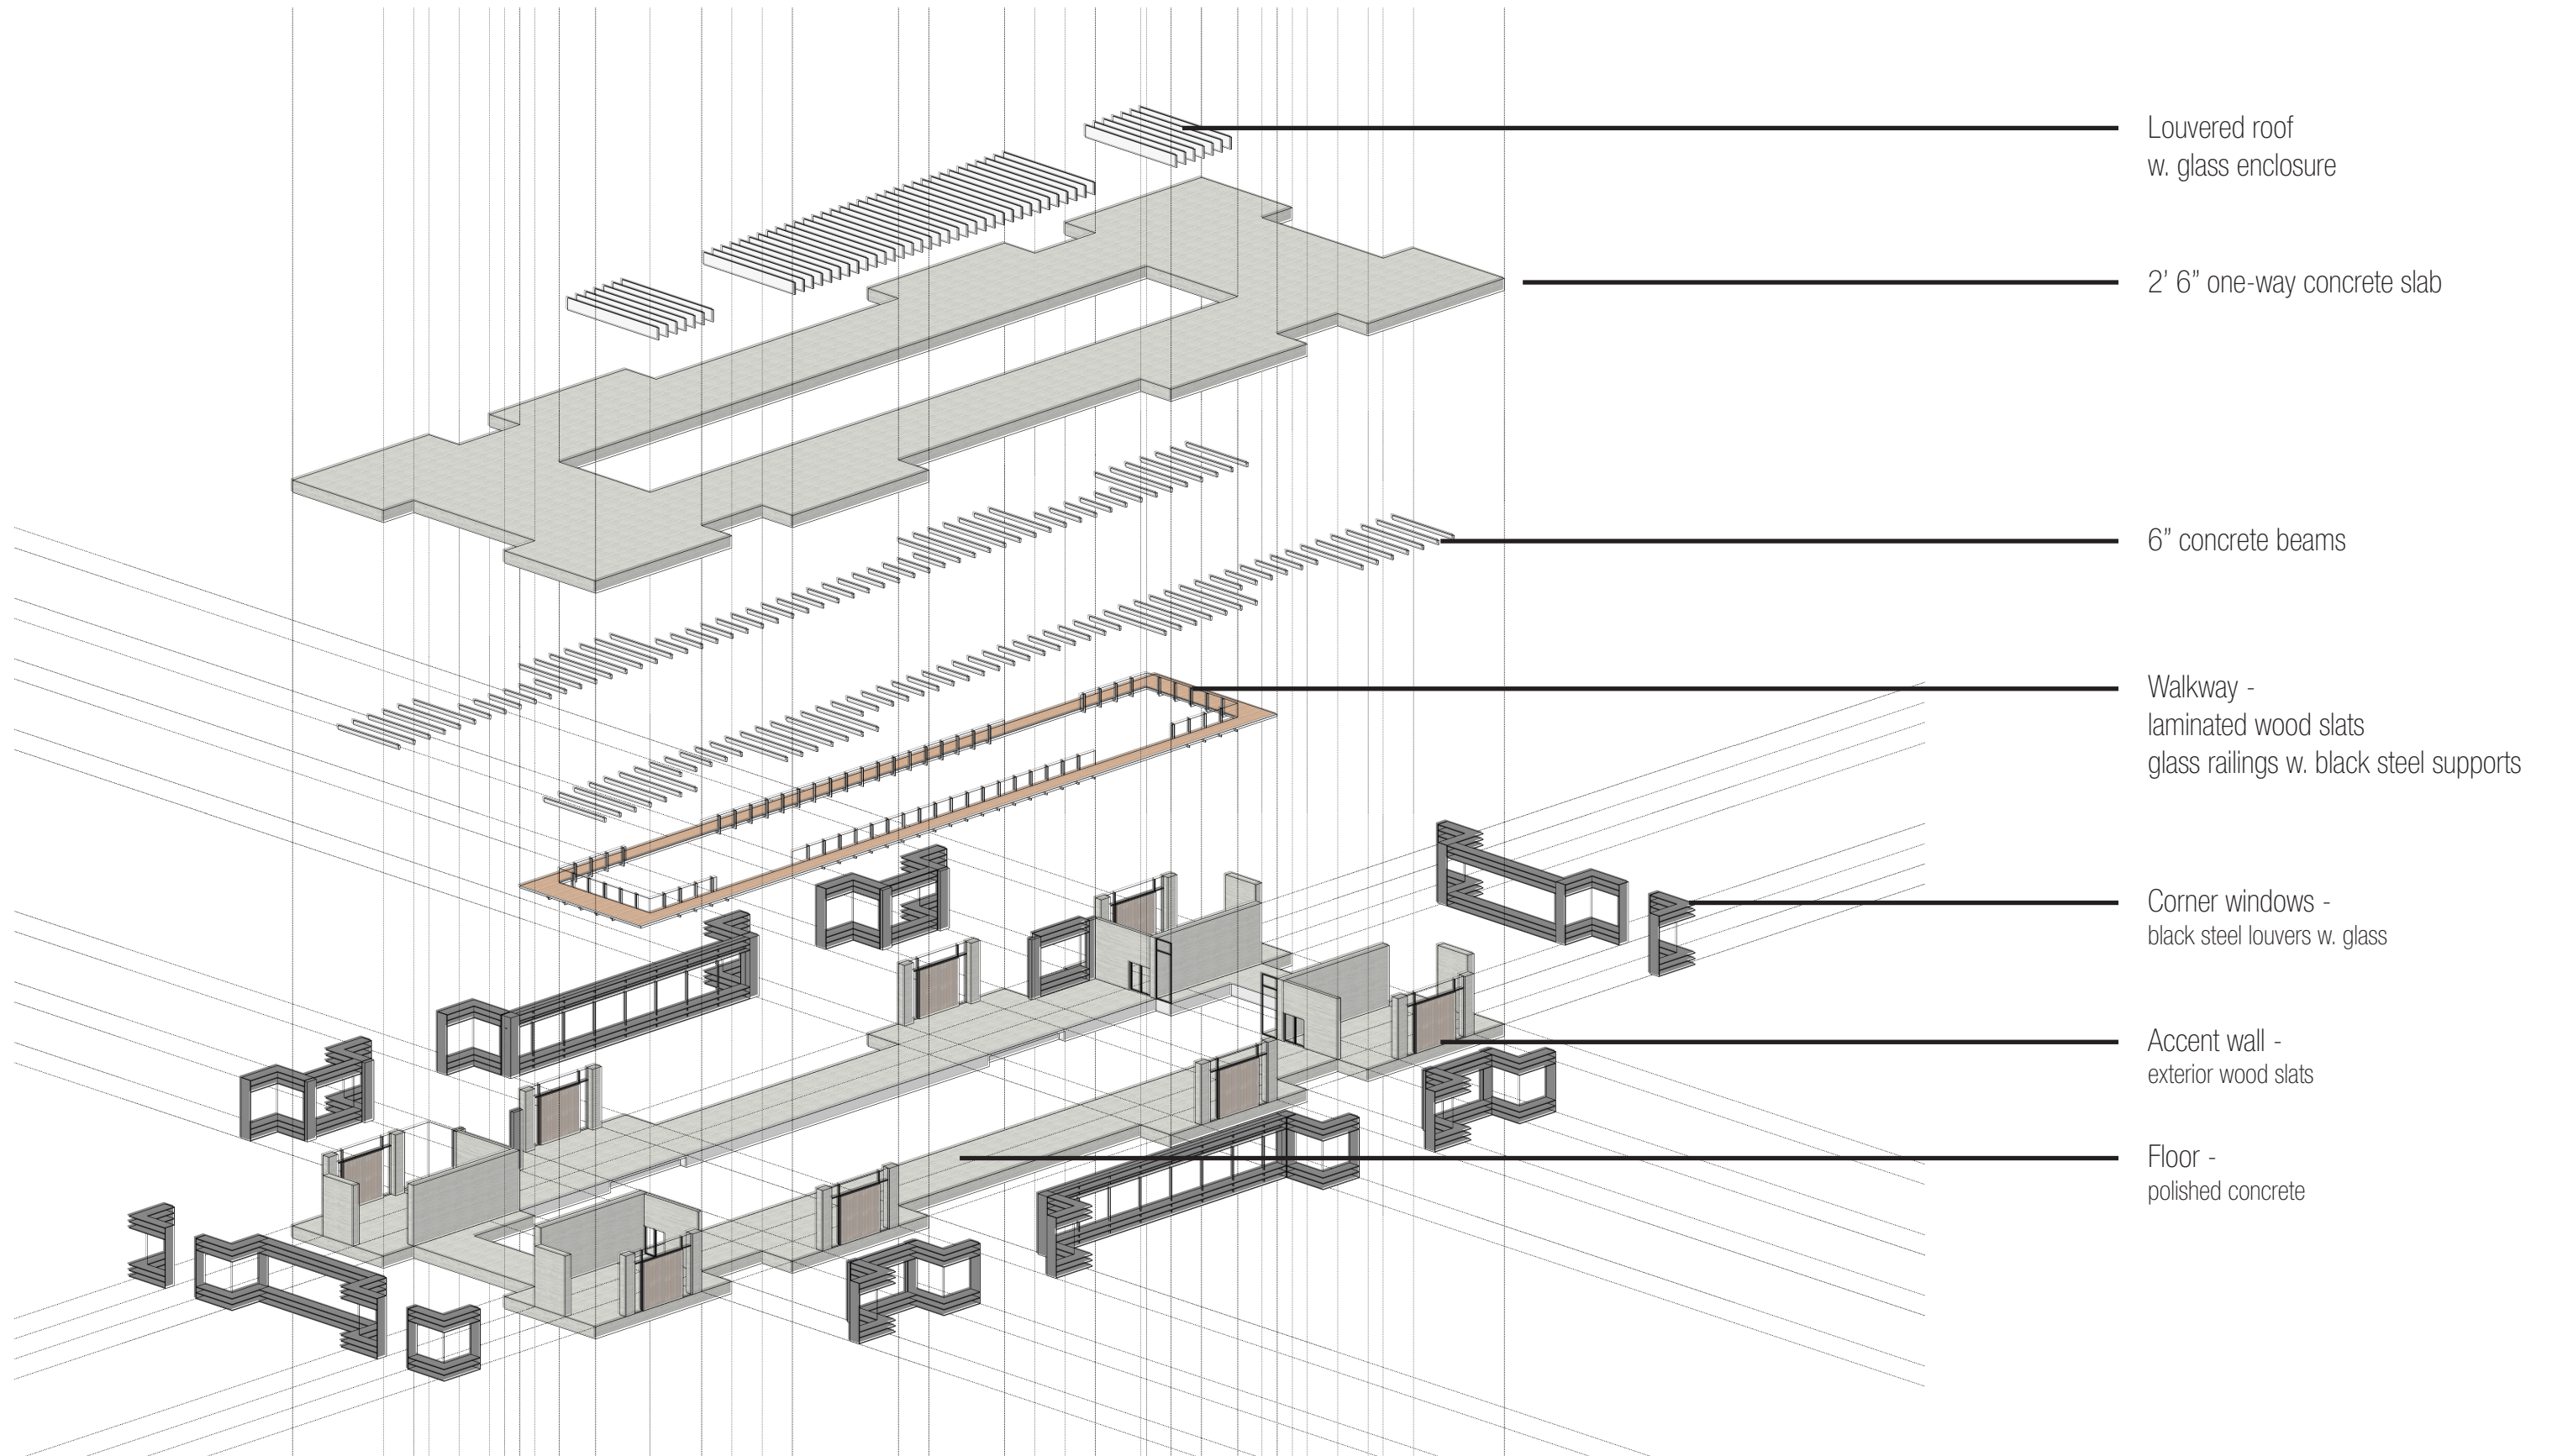 Louvered roof
w. glass enclosure
2’ 6” one-way concrete slab
6” concrete beams
Walkway -
laminated wood slats
glass railings w. black steel supports
Corner windows -
black steel louvers w. glass
Accent wall -
exterior wood slats
Floor -
polished concrete